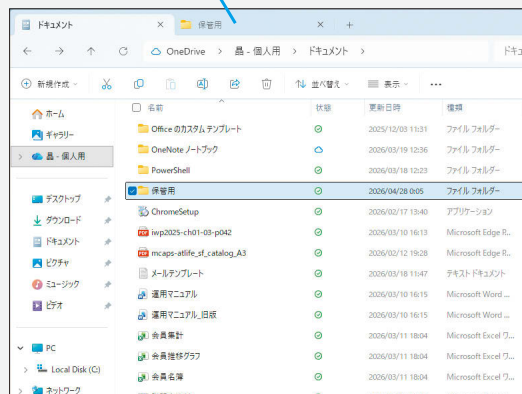 ドキュメント
保管用
OneDrive > 晶 - 個人用 > ドキュメント >
ドキュ
新規作成
並べ替え
表示
名前 状態 更新日時 種類
ホーム
ギャラリー
晶 - 個人用
デスクトップ
ダウンロード
ドキュメント
ピクチャ
ミュージック
ビデオ
PC
Local Disk (C:)
ネットワーク
Office のカスタム テンプレート 2025/12/03 11:31 ファイル フォルダー
OneNote ノートブック 2026/03/19 12:36 ファイル フォルダー
PowerShell 2026/03/18 12:23 ファイル フォルダー
保管用 2026/04/28 0:05 ファイル フォルダー
ChromeSetup 2026/02/17 13:40 アプリケーション
iwp2025-ch01-03-p042 2026/03/10 16:13 Microsoft Edge P...
mcaps-atlife_sf_catalog_A3 2026/02/12 19:28 Microsoft Edge P...
メールテンプレート 2026/03/18 11:47 テキスト ドキュメント
運用マニュアル 2026/03/10 16:15 Microsoft Word ...
運用マニュアル_旧版 2026/03/10 16:15 Microsoft Word ...
会員集計 2026/03/11 18:04 Microsoft Excel ワ...
会員推移グラフ 2026/03/11 18:04 Microsoft Excel ワ...
会員名簿 2026/03/11 18:04 Microsoft Excel ワ...